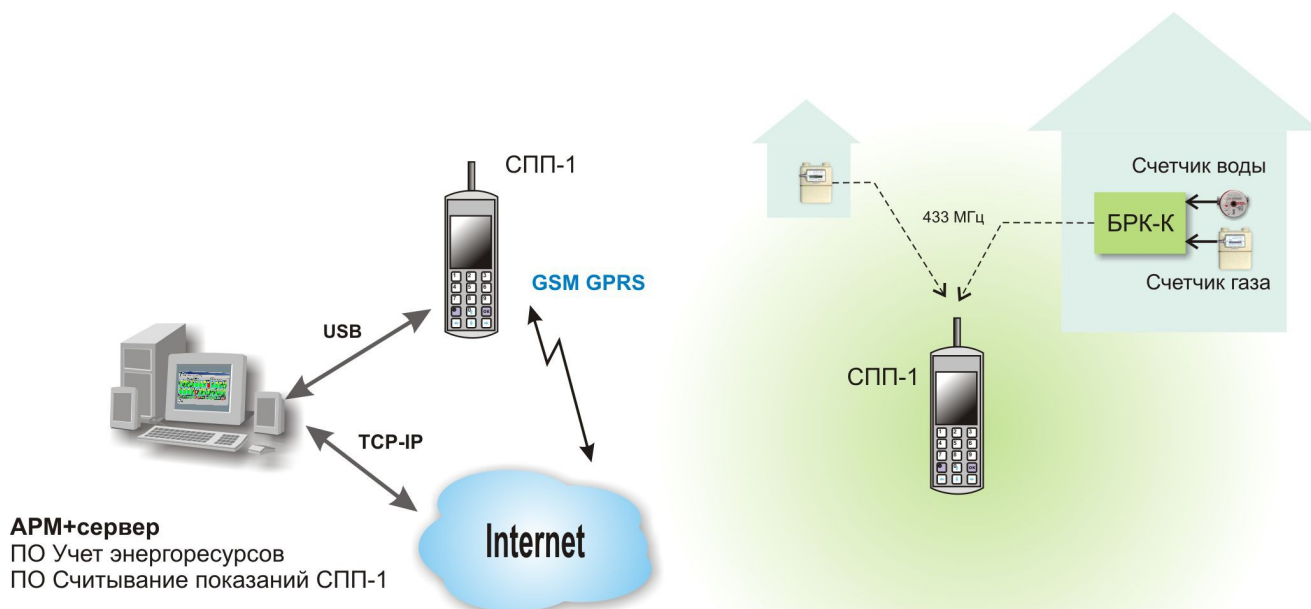 СПП-1
GSM GPRS
USB
TCP-IP
Internet
АРМ+сервер
ПО Учет энергоресурсов
ПО Считывание показаний СПП-1
433 МГц
Счетчик воды
БРК-К
Счетчик газа
СПП-1